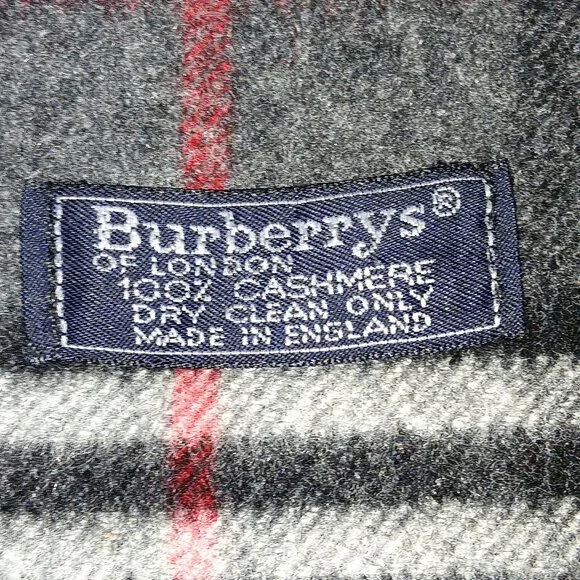 Burberrys®
OF LONDON
100% CASHMERE
DRY CLEAN ONLY
MADE IN ENGLAND